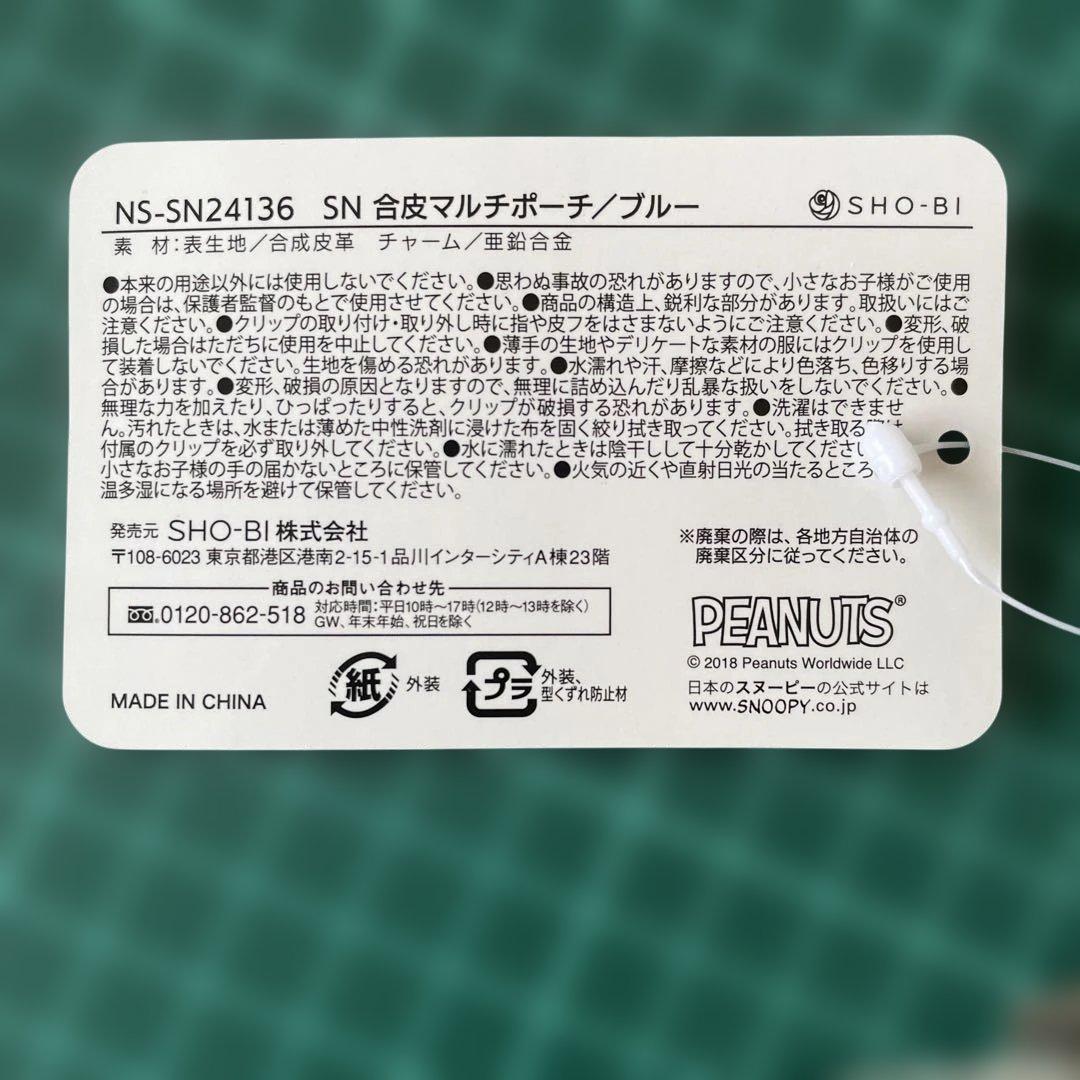 NS-SN24136 SN 合皮マルチポーチ/ブルー SHO-BI
素 材:表生地/合成皮革 チャーム/亜鉛合金
●本来の用途以外には使用しないでください。●思わぬ事故の恐れがありますので、小さなお子様がご使用
の場合は、保護者監督のもとで使用させてください。●商品の構造上、鋭利な部分があります。取扱いにはご
注意ください。●クリップの取り付け・取り外し時に指や皮フをはさまないようにご注意ください。●変形、破
損した場合はただちに使用を中止してください。●薄手の生地やデリケートな素材の服にはクリップを使用し
て装着しないでください。生地を傷める恐れがあります。●水濡れや汗、摩擦などにより色落ち、色移りする場
合があります。●変形、破損の原因となりますので、無理に詰め込んだり乱暴な扱いをしないでください。●
無理な力を加えたり、ひっぱったりすると、クリップが破損する恐れがあります。●洗濯はできませ
ん。汚れたときは、水または薄めた中性洗剤に浸けた布を固く絞り拭き取ってください。拭き取る際は
付属のクリップを必ず取り外してください。●水に濡れたときは陰干しして十分乾かしてください
小さなお子様の手の届かないところに保管してください。●火気の近くや直射日光の当たるところ
温多湿になる場所を避けて保管してください。
発売元 SHO-BI株式会社
〒108-6023 東京都港区港南2-15-1品川インターシティA棟23階
商品のお問い合わせ先
0120-862-518 対応時間:平日10時〜17時(12時〜13時を除く)
GW、年末年始、祝日を除く
MADE IN CHINA
紙 外装
プラ 外装、
型くずれ防止材
※廃棄の際は、各地方自治体の
廃棄区分に従ってください。
PEANUTS®
© 2018 Peanuts Worldwide LLC
日本のスヌーピーの公式サイトは
www.SNOOPY.co.jp